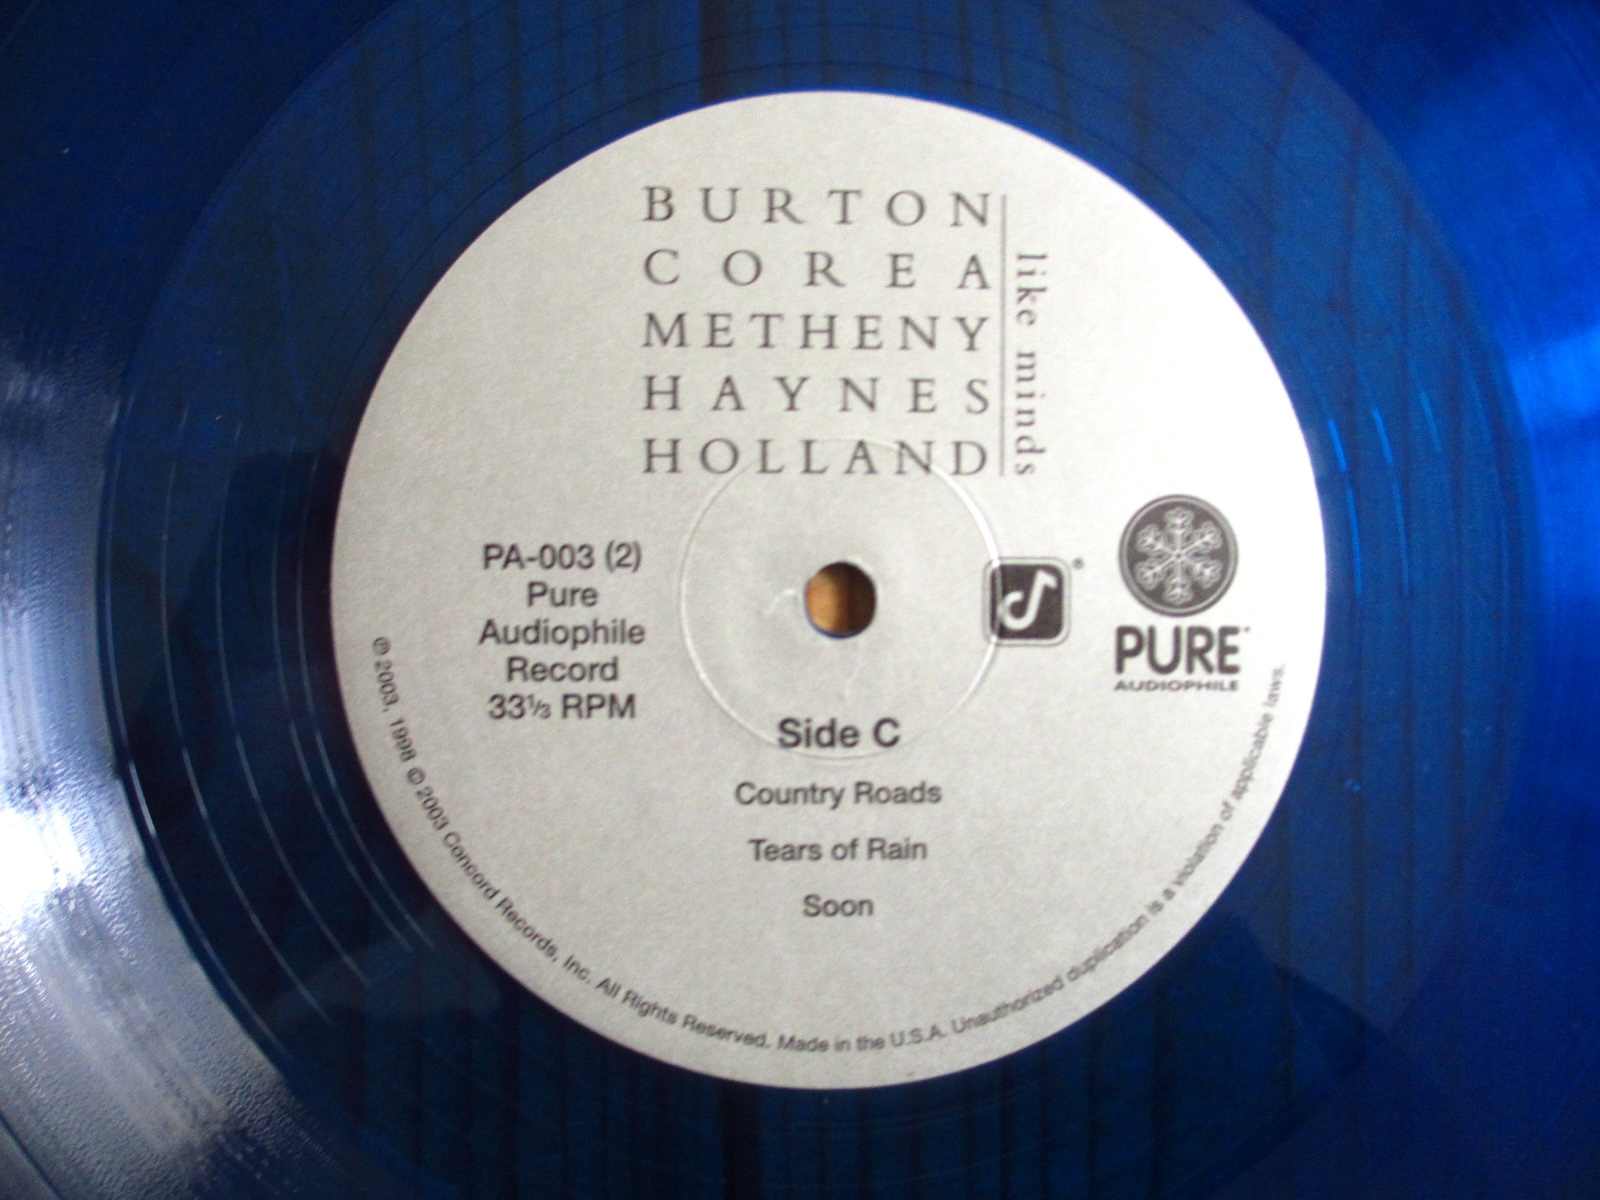 BURTON
COREA
METHENY
HAYNES
HOLLAND
like minds
PA-003 (2)
Pure
Audiophile
Record
33⅓ RPM
®
PURE
AUDIOPHILE
Side C
Country Roads
Tears of Rain
Soon
℗ 2003, 1998 © 2003 Concord Records, Inc. All Rights Reserved. Made in the U.S.A. Unauthorized duplication is a violation of applicable laws.